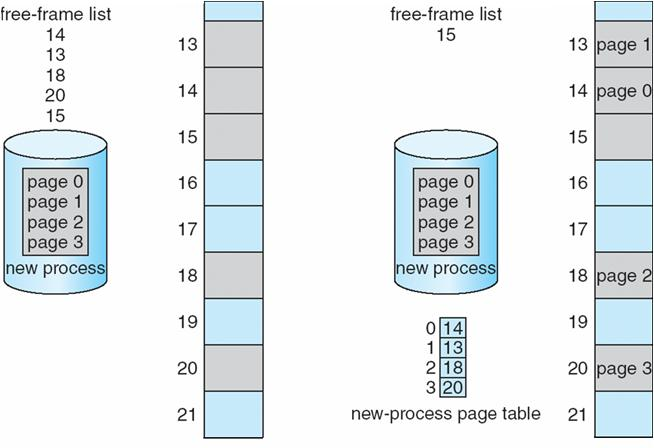 free-frame list
14
13
18
20
15
page 0
page 1
page 2
page 3
new process
13
14
15
16
17
18
19
20
21
free-frame list
15
page 0
page 1
page 2
page 3
new process
0 14
1 13
2 18
3 20
new-process page table
13 page 1
14 page 0
15
16
17
18 page 2
19
20 page 3
21